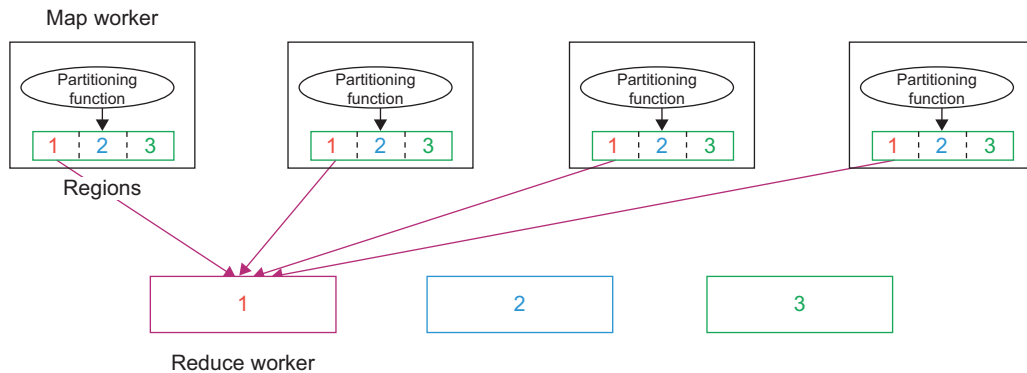 Map worker
Partitioning
function
1 2 3
Partitioning
function
1 2 3
Partitioning
function
1 2 3
Partitioning
function
1 2 3
Regions
1
2
3
Reduce worker